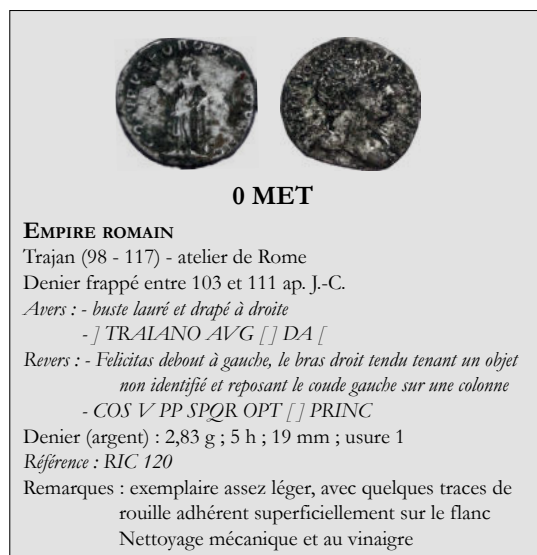 0 MET
EMPIRE ROMAIN
Trajan (98 - 117) - atelier de Rome
Denier frappé entre 103 et 111 ap. J.-C.
Avers : - buste lauré et drapé à droite
- ] TRAIANO AVG [ ] DA [
Revers : - Felicitas debout à gauche, le bras droit tendu tenant un objet
non identifié et reposant le coude gauche sur une colonne
- COS V PP SPQR OPT [ ] PRINC
Denier (argent) : 2,83 g ; 5 h ; 19 mm ; usure 1
Référence : RIC 120
Remarques : exemplaire assez léger, avec quelques traces de
rouille adhérent superficiellement sur le flanc
Nettoyage mécanique et au vinaigre